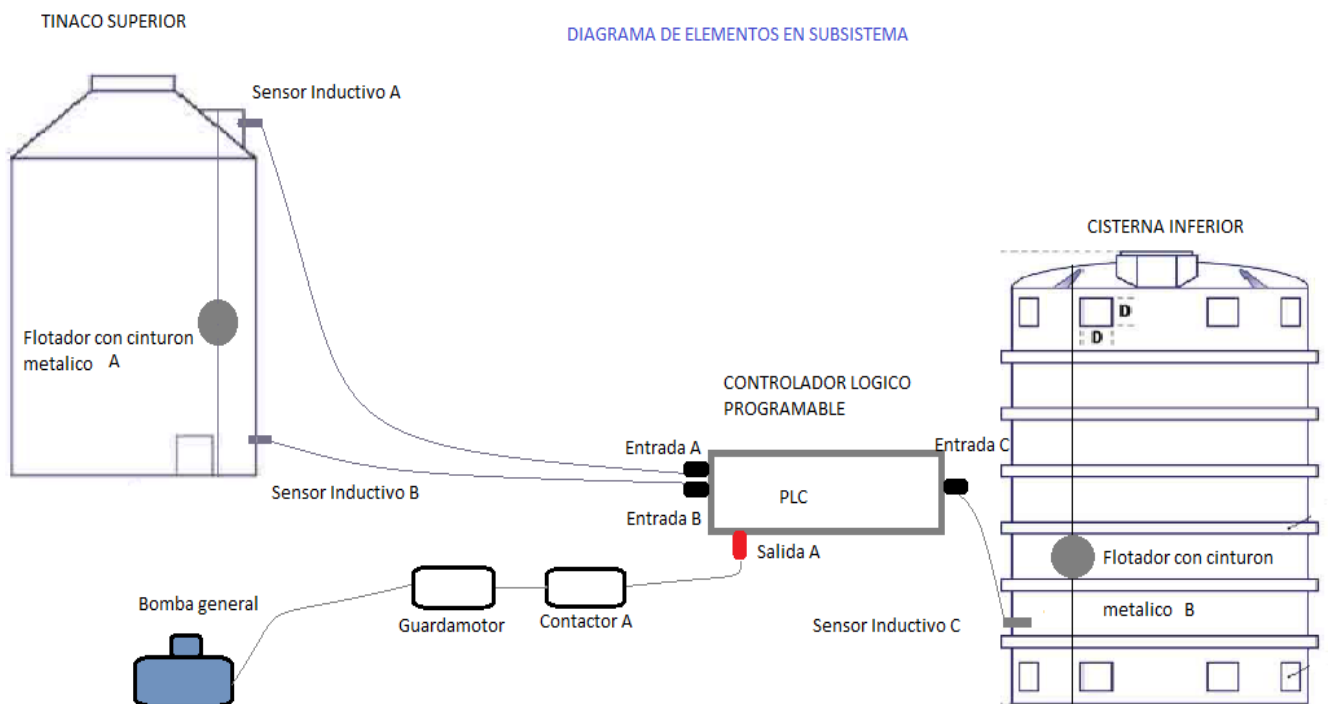 TINACO SUPERIOR
DIAGRAMA DE ELEMENTOS EN SUBSISTEMA
Sensor Inductivo A
CISTERNA INFERIOR
D
D
Flotador con cinturon
metalico A
CONTROLADOR LOGICO
PROGRAMABLE
Entrada A
Entrada C
Sensor Inductivo B
PLC
Entrada B
Salida A
Flotador con cinturon
metalico B
Bomba general
Guardamotor
Contactor A
Sensor Inductivo C